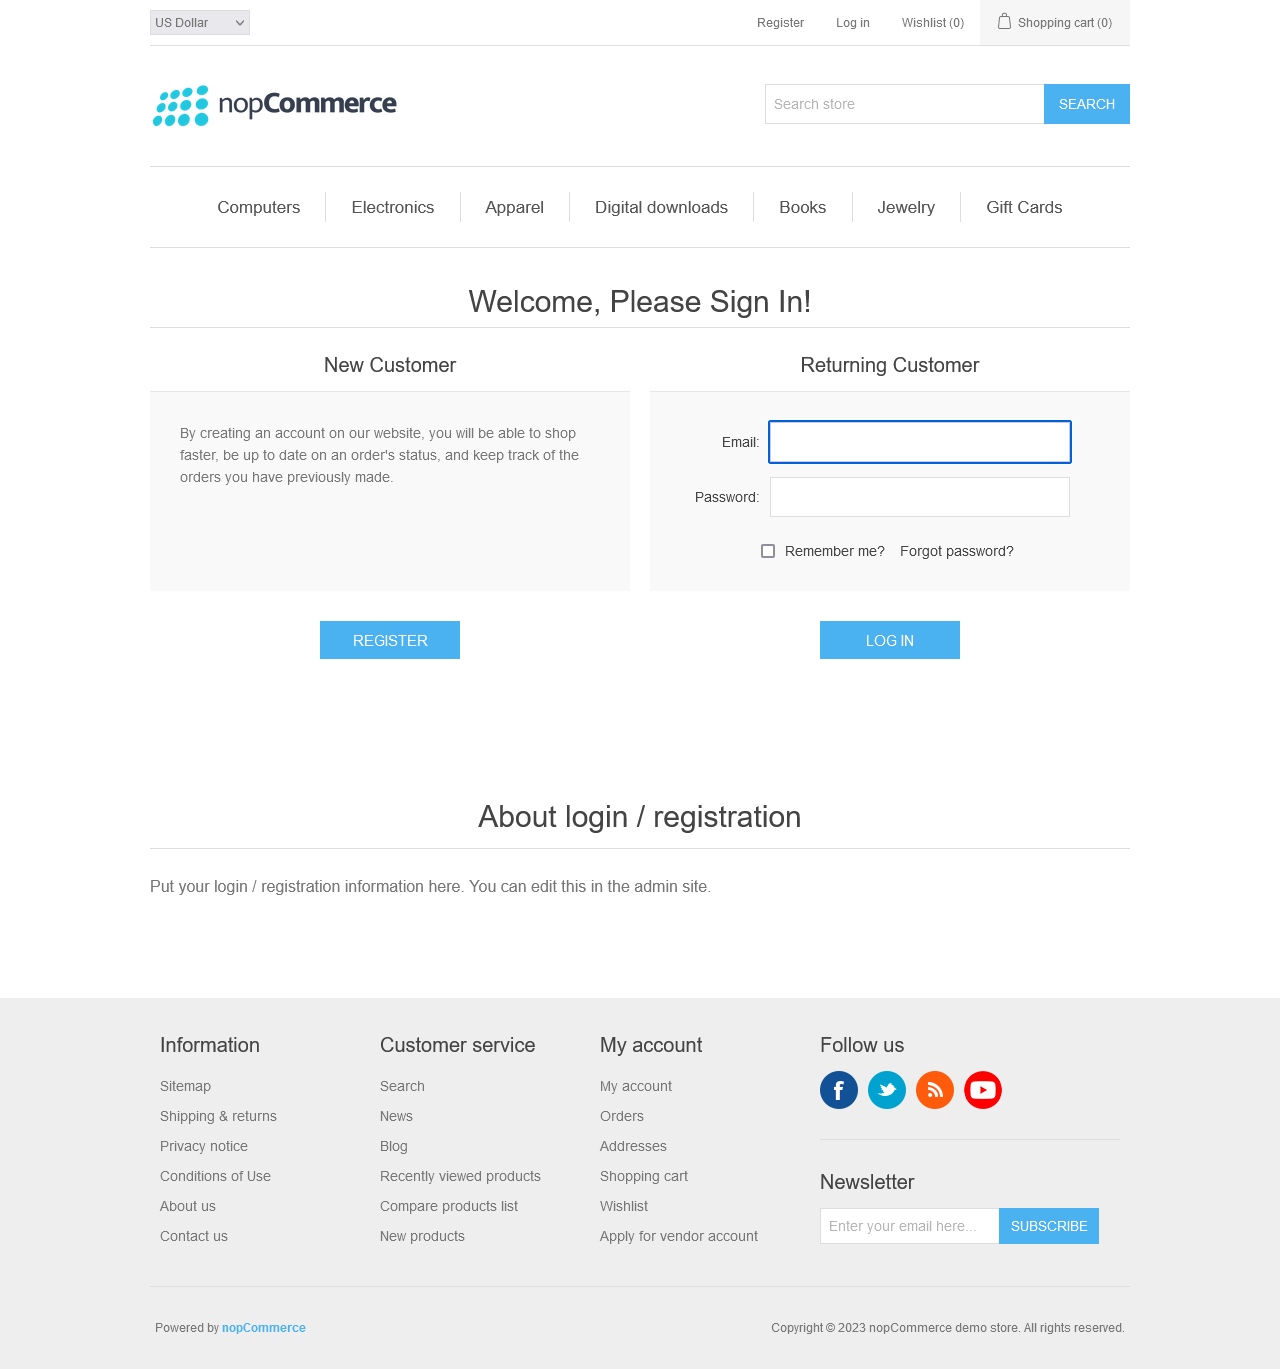 US Dollar
Register
Log in
Wishlist (0)
Shopping cart (0)
nopCommerce
Search store
SEARCH
Computers
Electronics
Apparel
Digital downloads
Books
Jewelry
Gift Cards
Welcome, Please Sign In!
New Customer
By creating an account on our website, you will be able to shop
faster, be up to date on an order's status, and keep track of the
orders you have previously made.
REGISTER
Returning Customer
Email:
Password:
Remember me?
Forgot password?
LOG IN
About login / registration
Put your login / registration information here. You can edit this in the admin site.
Information
Sitemap
Shipping & returns
Privacy notice
Conditions of Use
About us
Contact us
Customer service
Search
News
Blog
Recently viewed products
Compare products list
New products
My account
My account
Orders
Addresses
Shopping cart
Wishlist
Apply for vendor account
Follow us
Newsletter
Enter your email here...
SUBSCRIBE
Powered by nopCommerce
Copyright © 2023 nopCommerce demo store. All rights reserved.